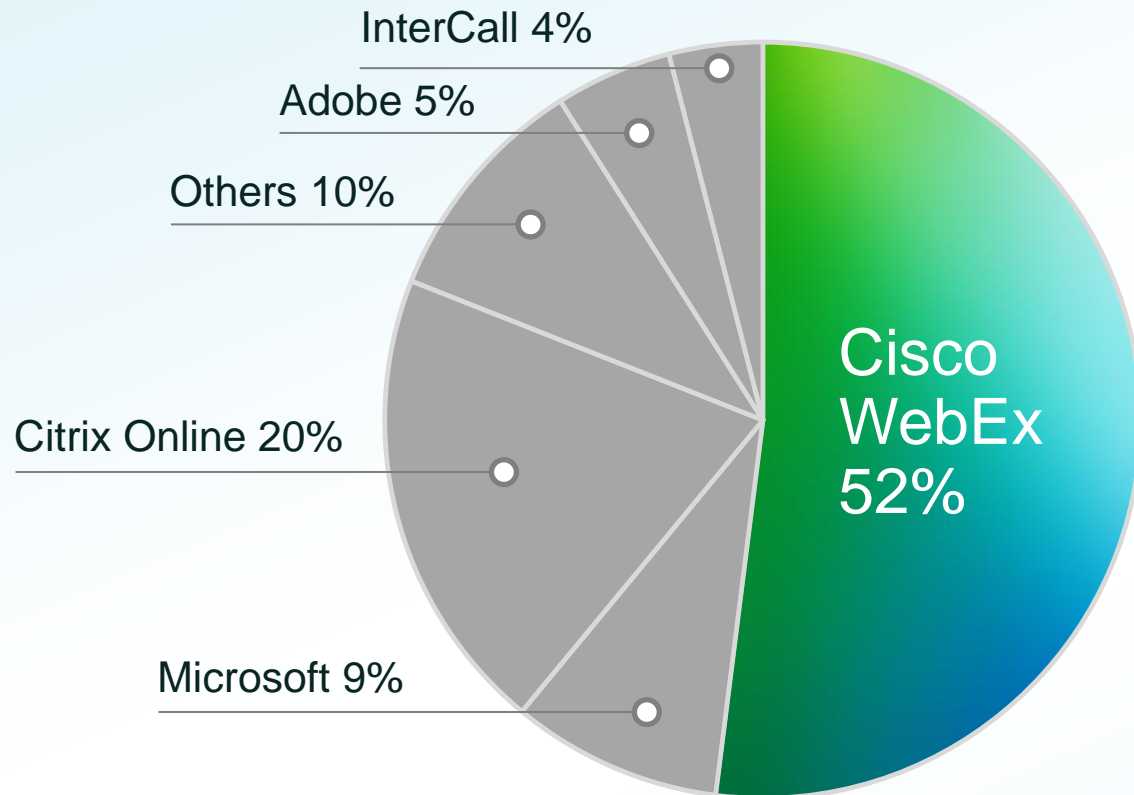 InterCall 4%
Adobe 5%
Others 10%
Citrix Online 20%
Microsoft 9%
Cisco
WebEx
52%